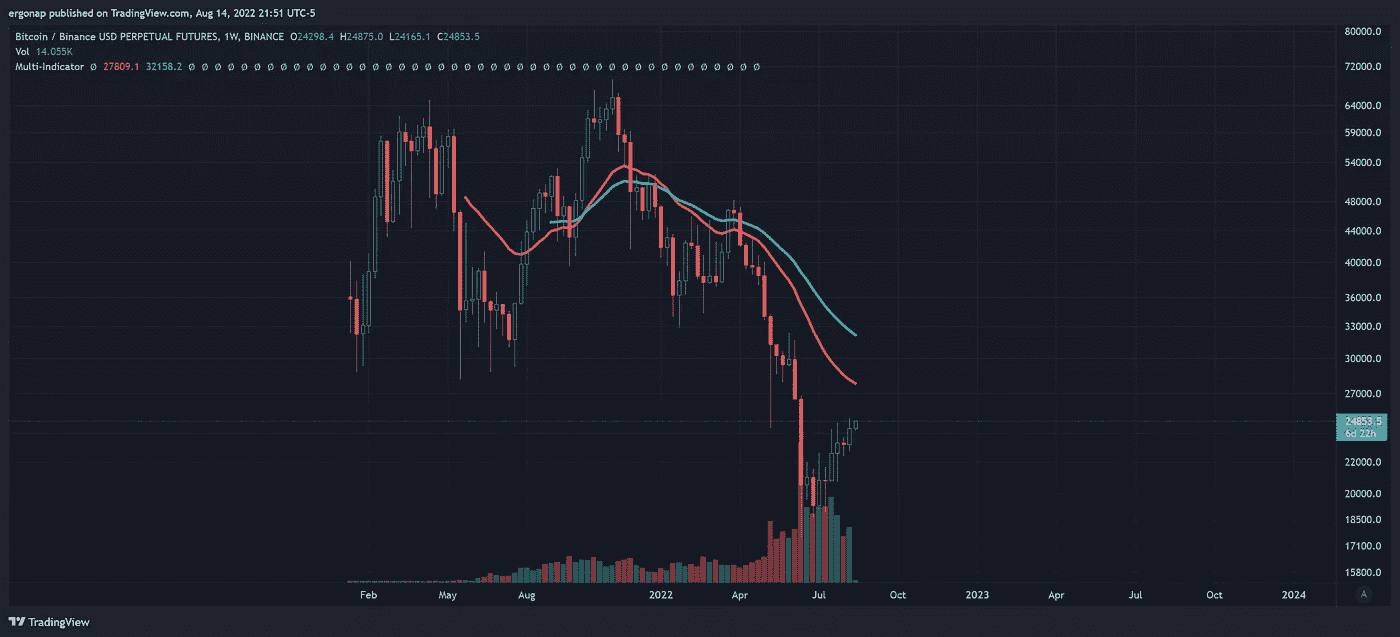 ergonap published on TradingView.com, Aug 14, 2022 21:51 UTC-5
Bitcoin / Binance USD PERPETUAL FUTURES, 1W, BINANCE O24298.4 H24875.0 L24165.1 C24853.5
Vol 14.055K
Multi-Indicator Ø 27809.1 32158.2 Ø Ø Ø Ø Ø Ø Ø Ø Ø Ø Ø Ø Ø Ø Ø Ø Ø Ø Ø Ø Ø Ø Ø Ø Ø Ø Ø Ø Ø Ø Ø Ø Ø Ø Ø Ø Ø Ø Ø Ø Ø Ø Ø Ø
80000.0
72000.0
64000.0
59000.0
54000.0
48000.0
44000.0
40000.0
36000.0
33000.0
30000.0
27000.0
24853.5
6d 22h
22000.0
20000.0
18500.0
17100.0
15800.0
Feb May Aug 2022 Apr Jul Oct 2023 Apr Jul Oct 2024 A
TradingView